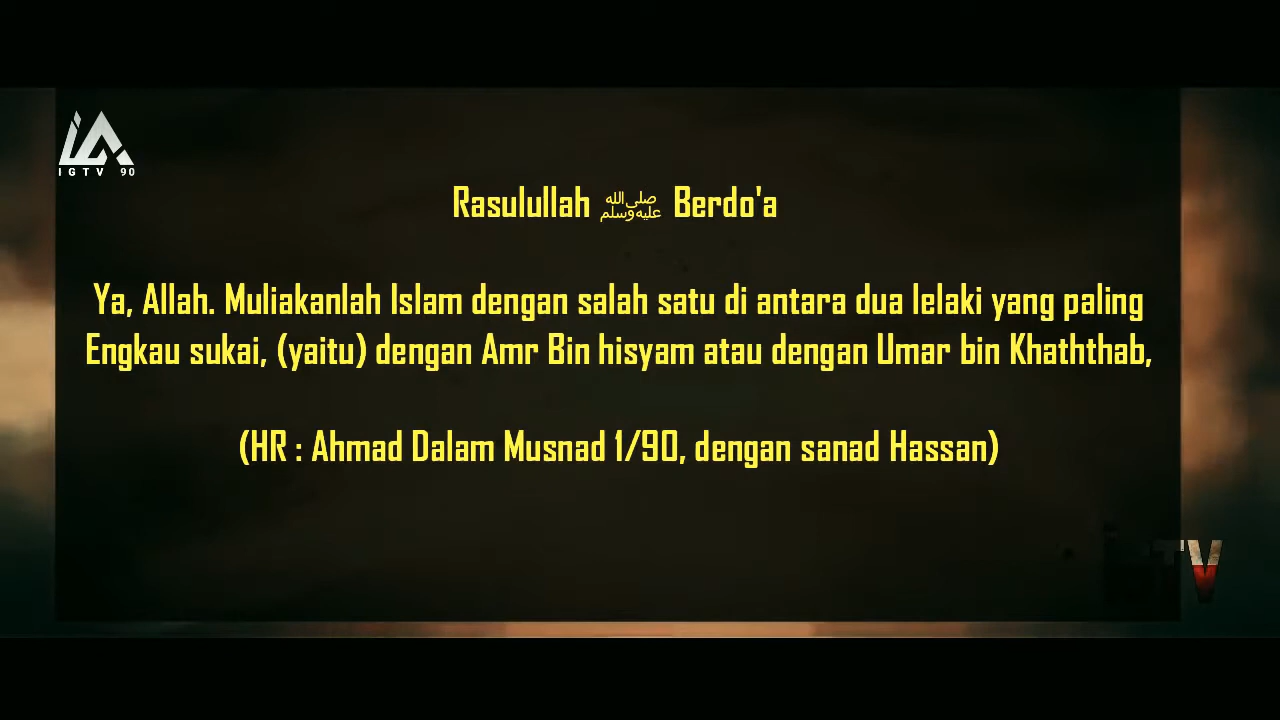 IGTV 90
Rasulullah ﷺ Berdo'a
Ya, Allah. Muliakanlah Islam dengan salah satu di antara dua lelaki yang paling
Engkau sukai, (yaitu) dengan Amr Bin hisyam atau dengan Umar bin Khaththab,
(HR : Ahmad Dalam Musnad 1/90, dengan sanad Hassan)
TV